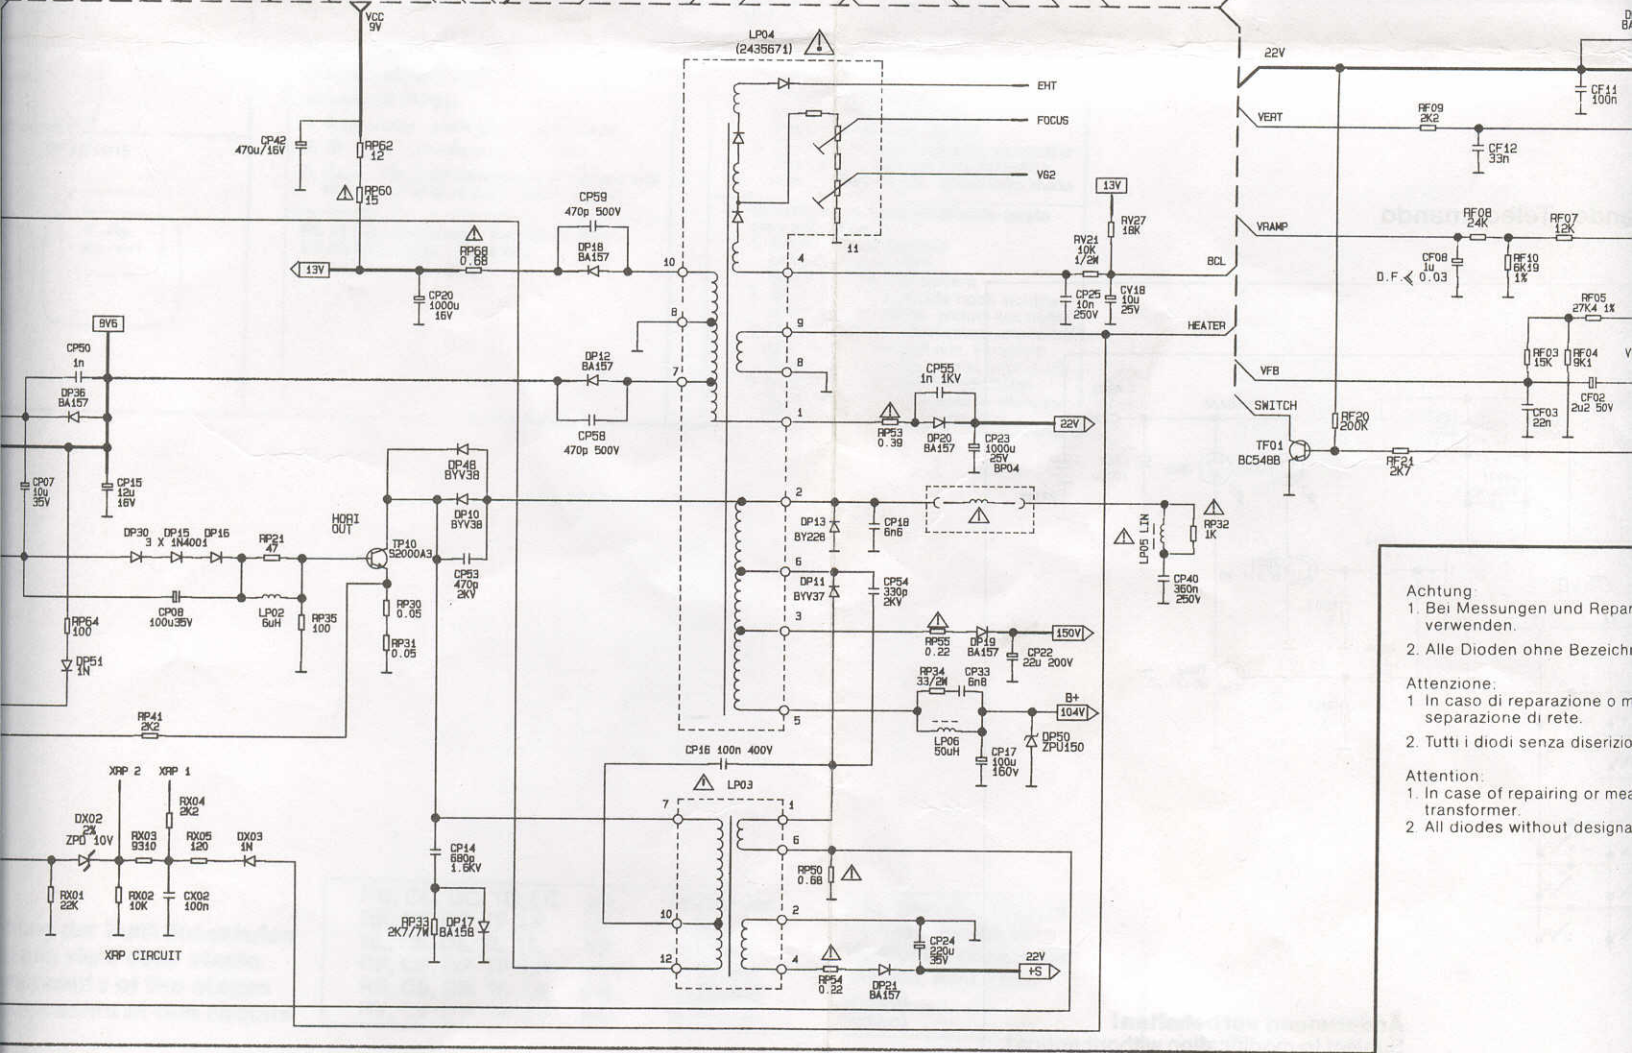 VCC
9V
LP04
(2435671)
22V
CF11
100n
EHT
FOCUS
VG2
VERT
RF09
2K2
CF12
33n
CP42
470u/16V
RP62
12
RP60
15
CP59
470p 500V
DP18
BA157
RP68
0.68
13V
CP20
1000u
16V
10
8
7
11
4
9
8
1
13V
RV27
18K
RV21
10K
1/2W
BCL
CP25
10n
250V
CV18
10u
25V
HEATER
VRAMP
RF08
24K
RF07
12K
CF08
1u
D.F.< 0.03
RF10
6K19
1%
RF05
27K4 1%
RF03
15K
RF04
9K1
VFB
CF03
22n
CF02
2u2 50V
SWITCH
TF01
BC548B
RF20
200K
RF21
2K7
9V6
CP50
1n
DP36
BA157
DP12
BA157
CP58
470p 500V
CP55
1n 1KV
RP53
0.39
DP20
BA157
CP23
1000u
25V
BP04
22V
CP07
10u
35V
CP15
12u
16V
DP48
BYV38
DP10
BYV38
HORI
OUT
TP10
S2000A3
CP53
470p
2KV
DP30
DP15
DP16
3 X 1N4001
RP21
47
CP08
100u35V
LP02
6uH
RP35
100
RP30
0.05
RP31
0.05
RP64
100
DP51
1N
RP41
2K2
2
DP13
BY228
CP18
6n6
6
DP11
BYV37
CP54
330p
2KV
3
RP55
0.22
DP19
BA157
CP22
22u 200V
150V
RP34
33/2W
CP33
6n8
5
LP06
50uH
B+
104V
DP50
ZPU150
CP17
100u
160V
LP05 LIN
RP32
1K
CP40
360n
250V
CP16 100n 400V
LP03
7
1
6
10
12
2
4
CP14
680p
1.6KV
RP33
2K7/7W
DP17
BA158
RP50
0.68
CP24
220u
35V
RP54
0.22
DP21
BA157
22V
+S
XRP 2
XRP 1
RX04
2K2
DX02
2%
ZPD 10V
RX03
9310
RX05
120
DX03
1N
RX01
22K
RX02
10K
CX02
100n
XRP CIRCUIT
Achtung:
1. Bei Messungen und Repar
verwenden.
2. Alle Dioden ohne Bezeich
Attenzione:
1 In caso di reparazione o m
separazione di rete.
2. Tutti i diodi senza diserizio
Attention:
1. In case of repairing or mea
transformer.
2 All diodes without designa